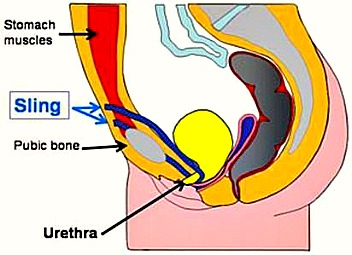 Stomach
muscles
Sling
Pubic bone
Urethra